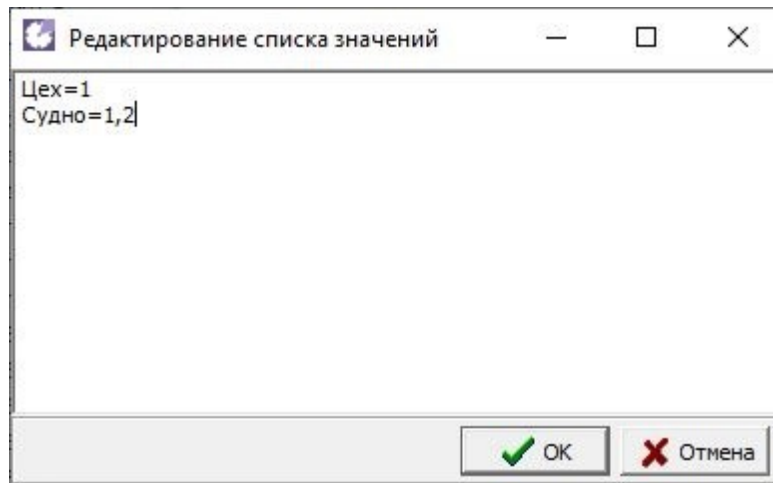 Редактирование списка значений
Цех=1
Судно=1,2
OK
Отмена